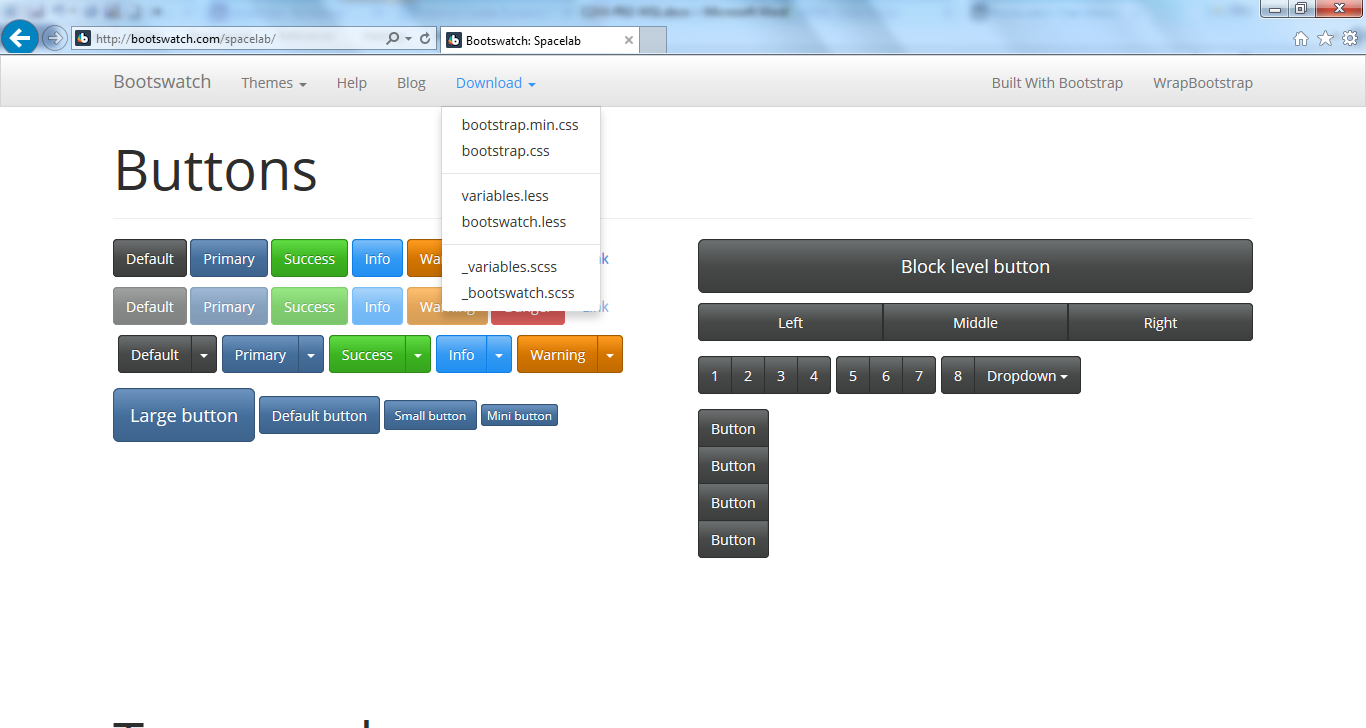 http://bootswatch.com/spacelab/
Bootswatch: Spacelab
Bootswatch Themes Help Blog Download Built With Bootstrap WrapBootstrap
bootstrap.min.css
bootstrap.css
variables.less
bootswatch.less
_variables.scss
_bootswatch.scss
Buttons
Default Primary Success Info
Default Primary Success Info Warning
Default Primary Success Info Warning
Large button Default button Small button Mini button
Block level button
Left Middle Right
1 2 3 4 5 6 7 8 Dropdown
Button
Button
Button
Button